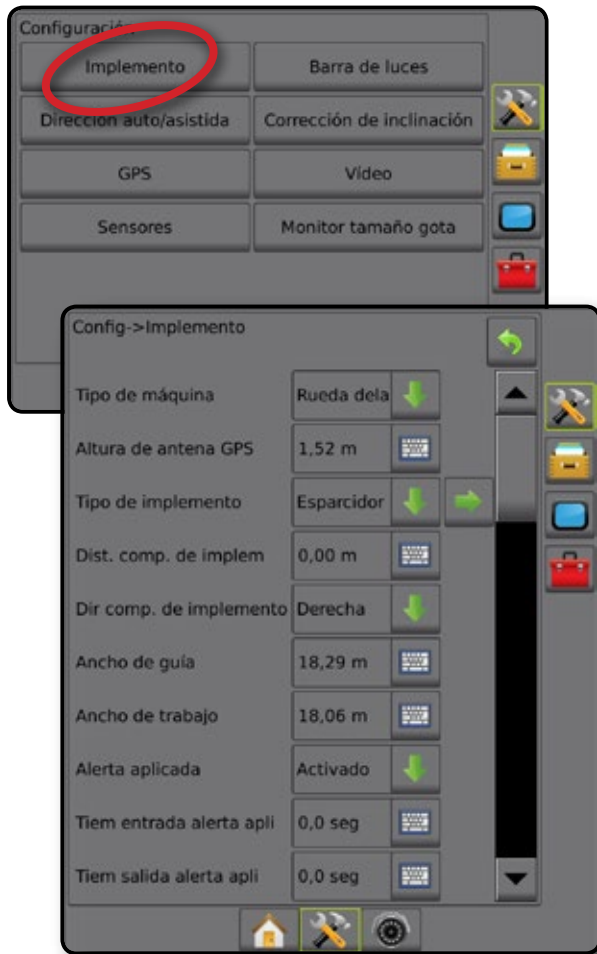 Configuración
Implemento
Barra de luces
Dirección auto/asistida
Corrección de inclinación
GPS
Vídeo
Sensores
Monitor tamaño gota
Config->Implemento
Tipo de máquina Rueda dela
Altura de antena GPS 1,52 m
Tipo de implemento Esparcidor
Dist. comp. de implem 0,00 m
Dir comp. de implemento Derecha
Ancho de guía 18,29 m
Ancho de trabajo 18,06 m
Alerta aplicada Activado
Tiem entrada alerta apli 0,0 seg
Tiem salida alerta apli 0,0 seg